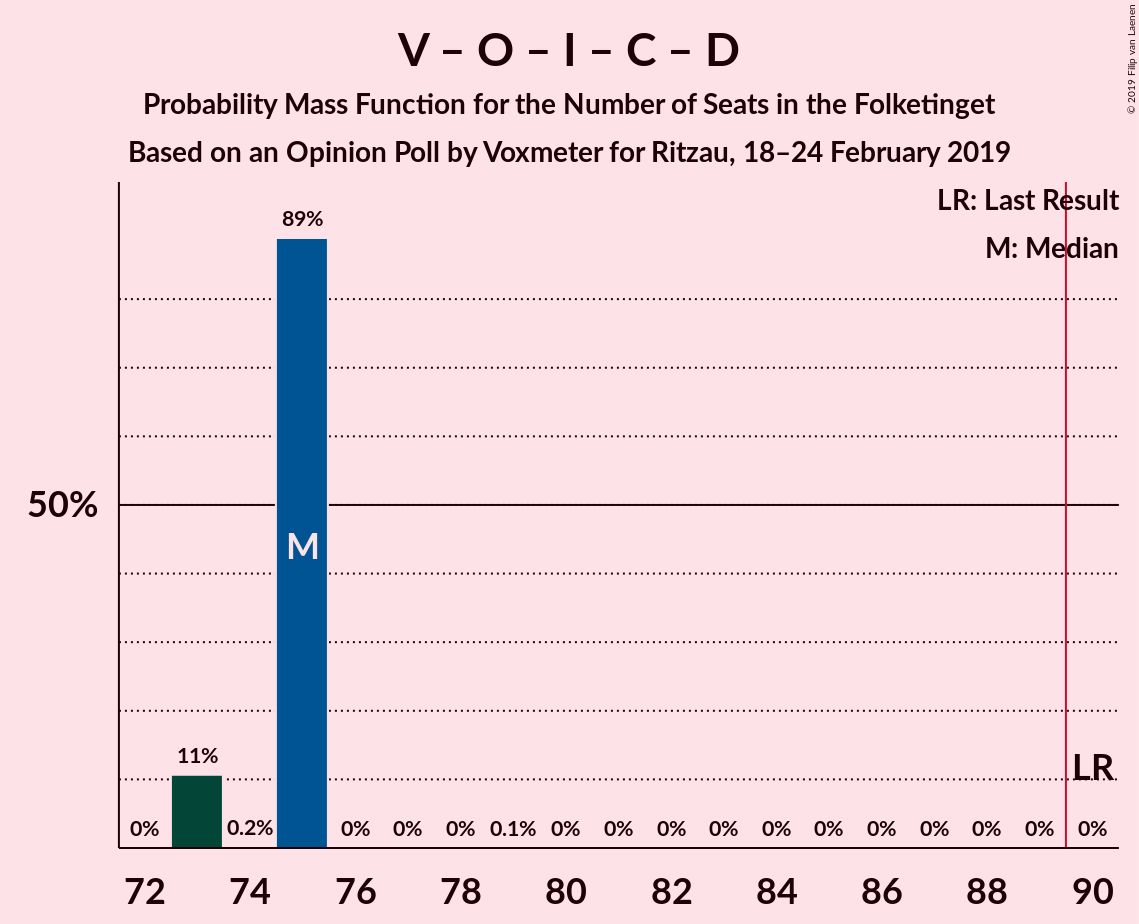 V – O – I – C – D
Probability Mass Function for the Number of Seats in the Folketinget
Based on an Opinion Poll by Voxmeter for Ritzau, 18–24 February 2019
© 2019 Filip van Laenen
LR: Last Result
M: Median
89%
50%
M
11%
LR
0% 0.2% 0% 0% 0% 0.1% 0% 0% 0% 0% 0% 0% 0% 0% 0% 0% 0%
72 74 76 78 80 82 84 86 88 90